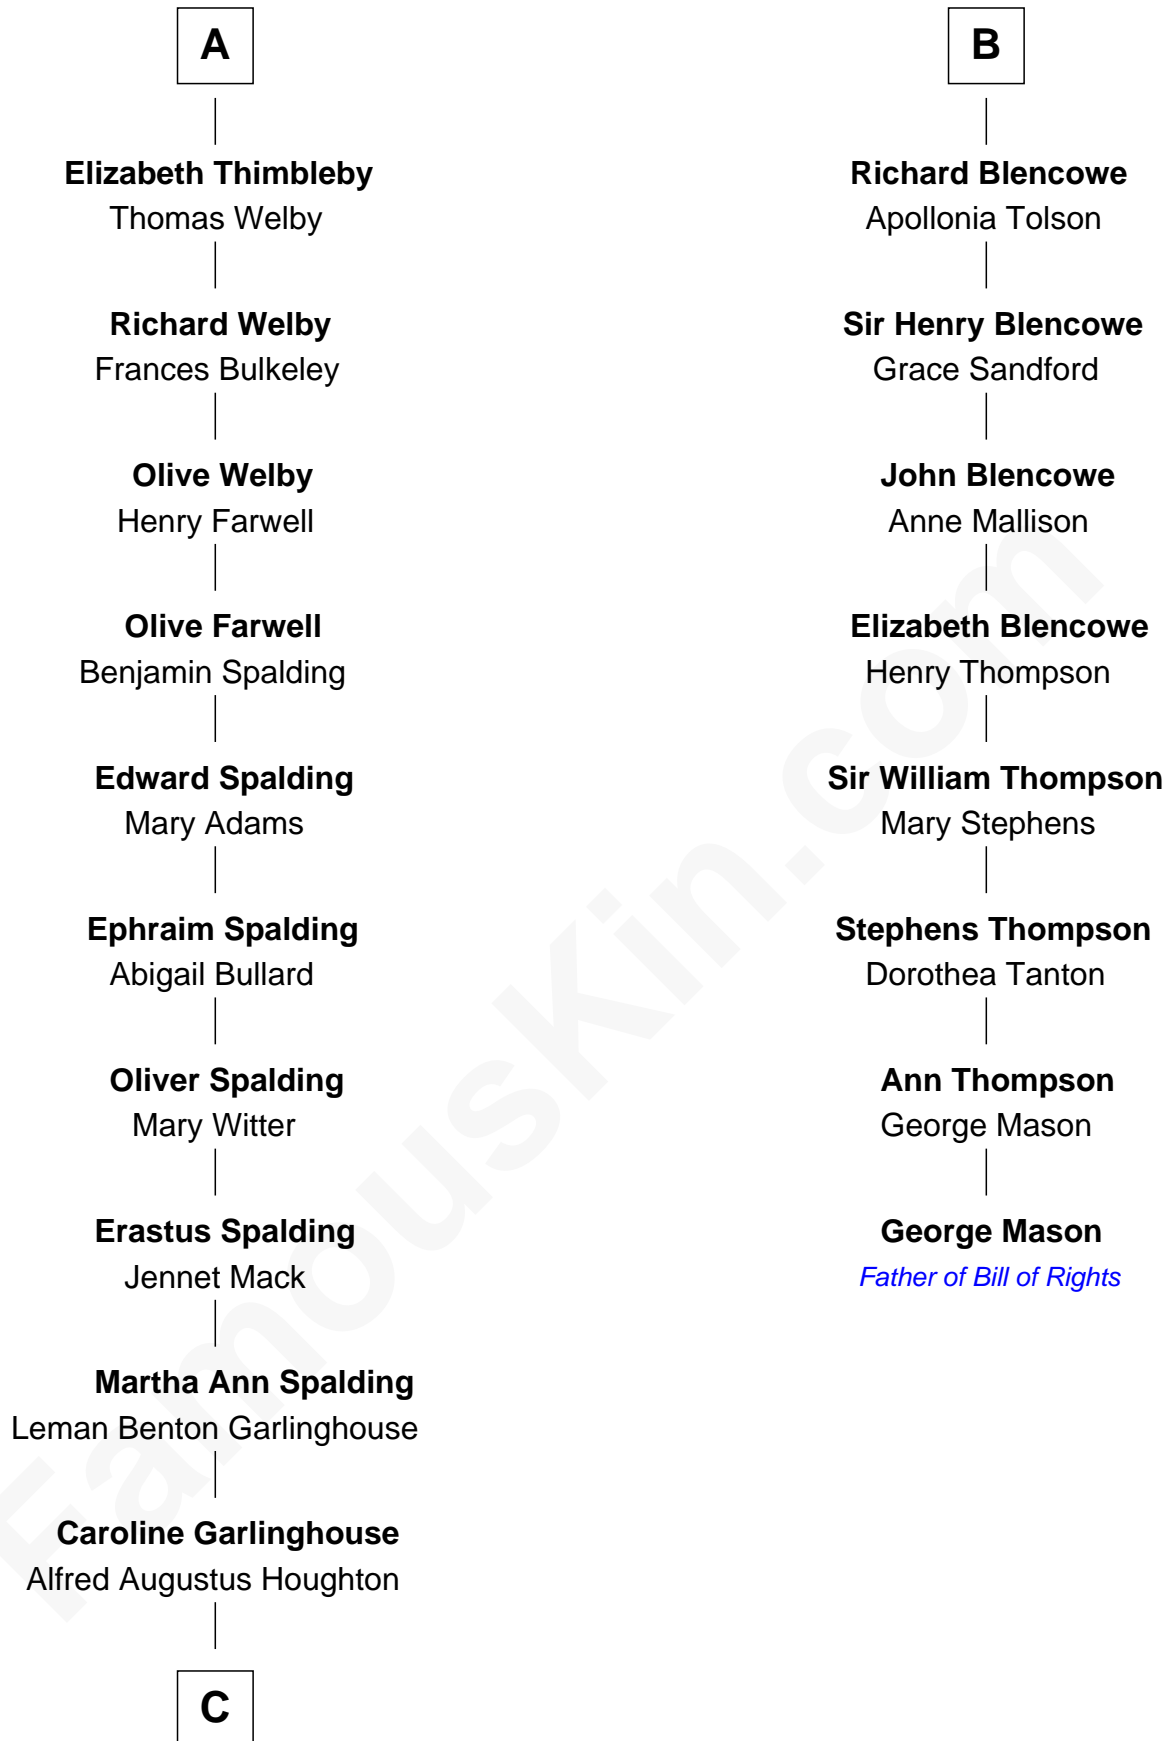 A
Elizabeth Thimbleby
Thomas Welby
Richard Welby
Frances Bulkeley
Olive Welby
Henry Farwell
Olive Farwell
Benjamin Spalding
Edward Spalding
Mary Adams
Ephraim Spalding
Abigail Bullard
Oliver Spalding
Mary Witter
Erastus Spalding
Jennet Mack
Martha Ann Spalding
Leman Benton Garlinghouse
Caroline Garlinghouse
Alfred Augustus Houghton
C
B
Richard Blencowe
Apollonia Tolson
Sir Henry Blencowe
Grace Sandford
John Blencowe
Anne Mallison
Elizabeth Blencowe
Henry Thompson
Sir William Thompson
Mary Stephens
Stephens Thompson
Dorothea Tanton
Ann Thompson
George Mason
George Mason
Father of Bill of Rights
FamousKin.com